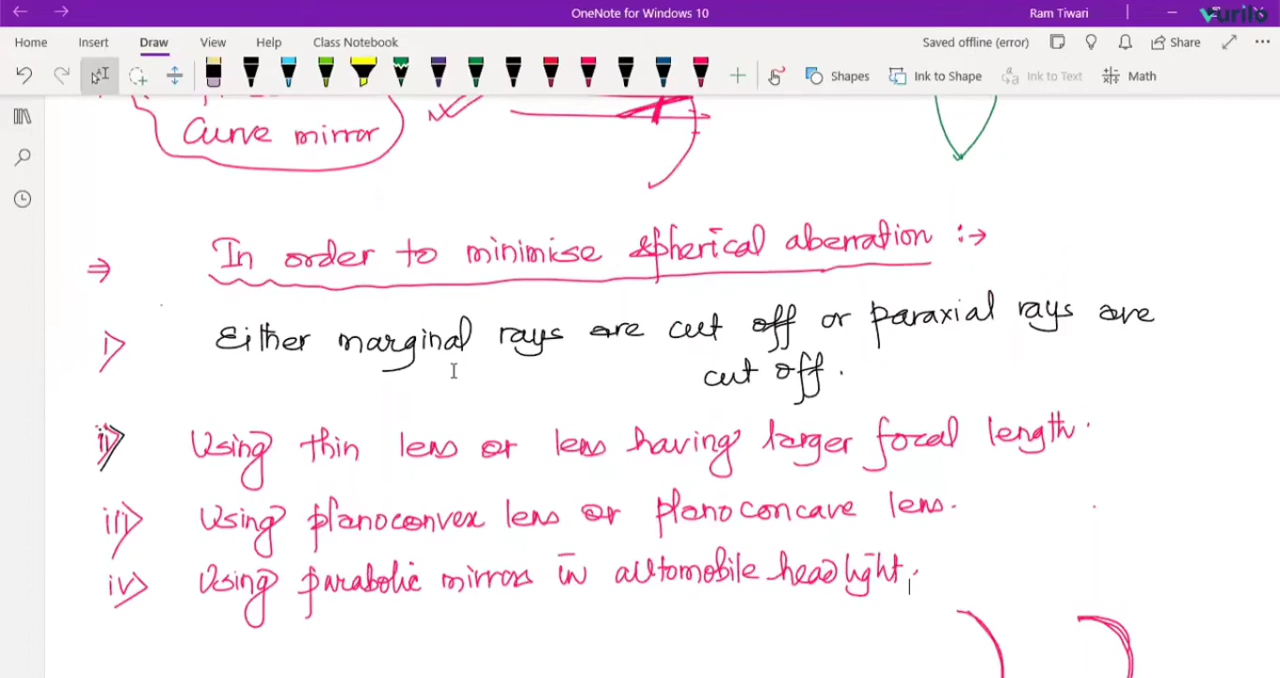 OneNote for Windows 10
Ram Tiwari
Vurilo
Home Insert Draw View Help Class Notebook
Saved offline (error) Share
Shapes Ink to Shape Ink to Text Math
Curve mirror
⇒ In order to minimise spherical aberration :→
i) Either marginal rays are cut off or paraxial rays are
cut off.
ii) Using thin lens or lens having larger focal length.
iii) Using planoconvex lens or planoconcave lens.
iv) Using parabolic mirros in automobile headlight.